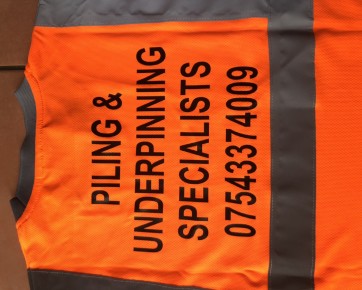 PILING &
UNDERPINNING
SPECIALISTS
07543374009